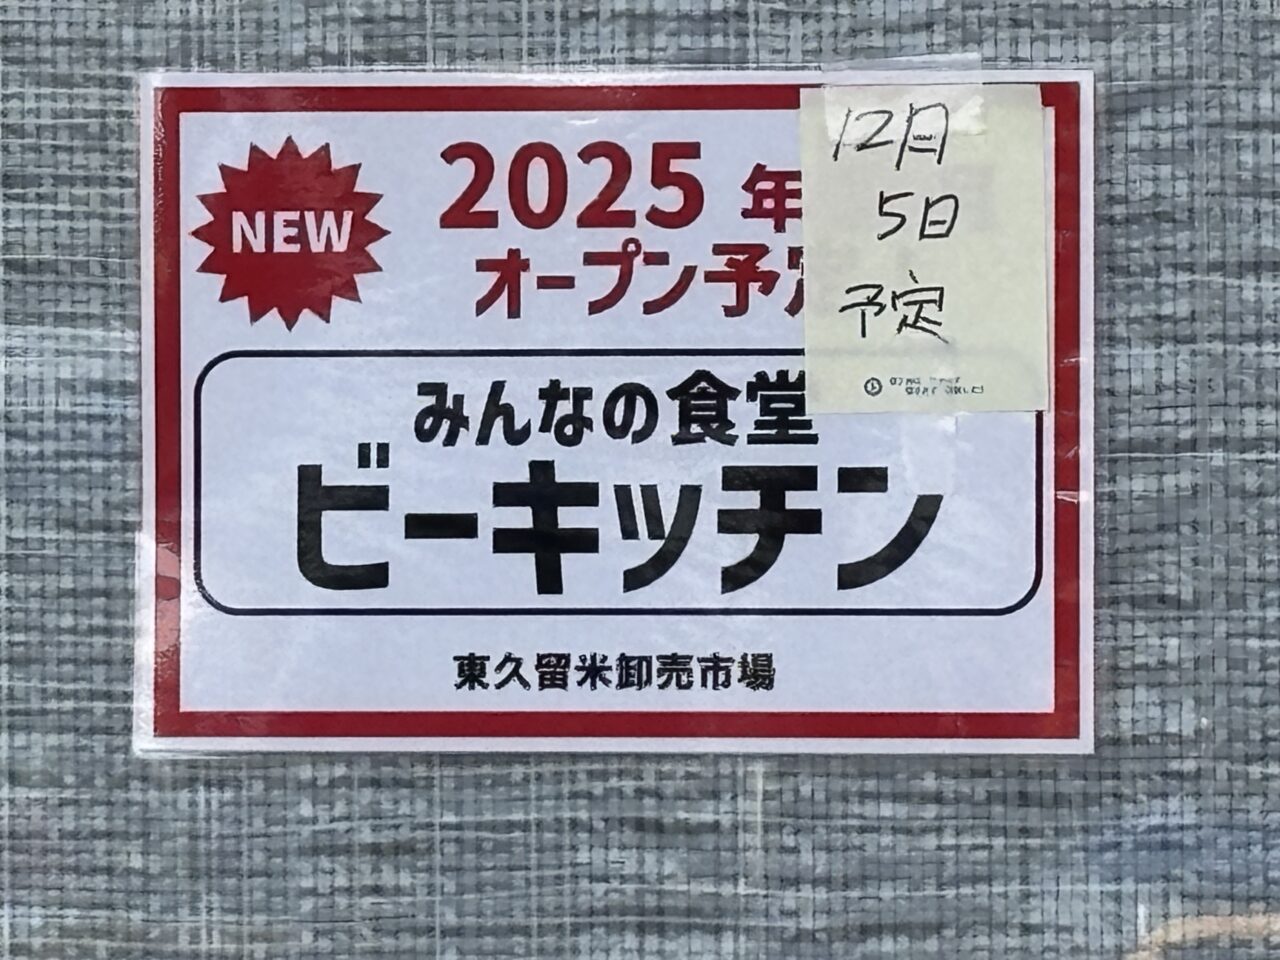 NEW
2025 年
オープン予定
12月
5日
予定
みんなの食堂
ビーキッチン
東久留米卸売市場